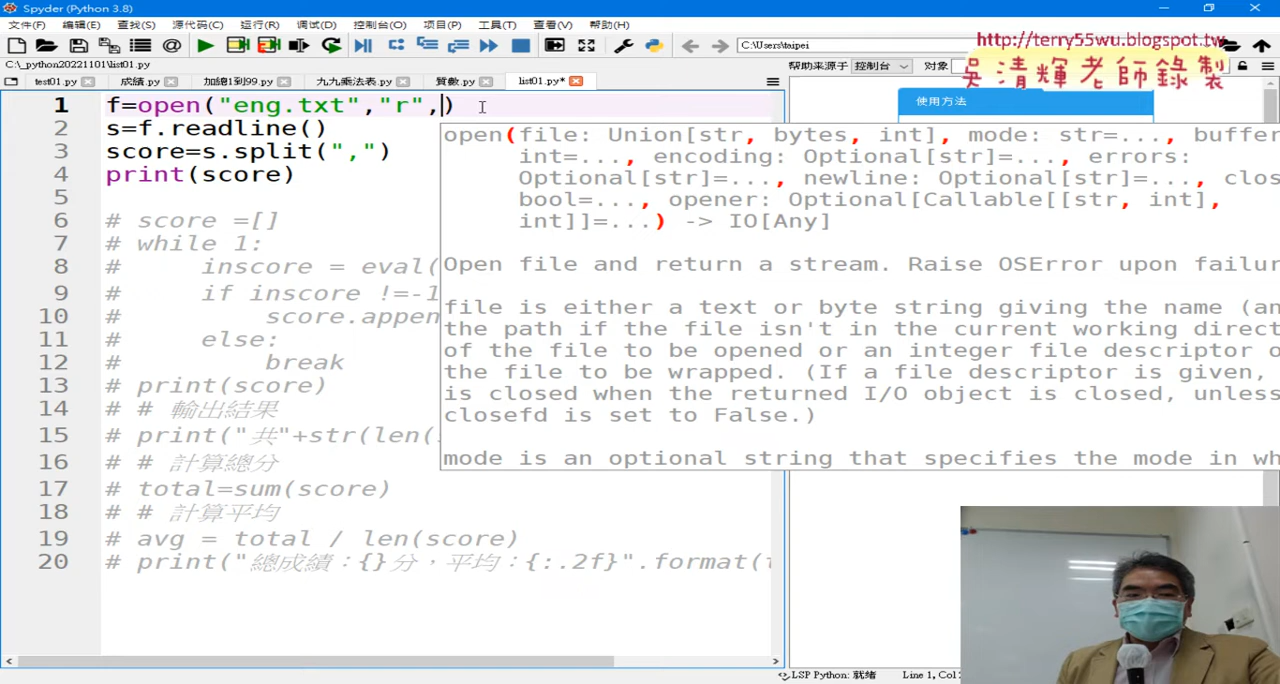 Spyder (Python 3.8)
文件(F) 编辑(E) 查找(S) 源代码(C) 运行(R) 调试(D) 控制台(O) 项目(P) 工具(T) 查看(V) 帮助(H)
C:\Users\taipei
http://terry55wu.blogspot.tw
吳清輝老師錄製
C:\_python20221101\list01.py
帮助来源于 控制台 对象
test01.py 成績.py 加總1到99.py 九九乘法表.py 質數.py list01.py*
使用方法
1 f=open("eng.txt","r",)
2 s=f.readline()
3 score=s.split(",")
4 print(score)
5
6 # score =[]
7 # while 1:
8 # inscore = eval(
9 # if inscore !=-1
10 # score.appen
11 # else:
12 # break
13 # print(score)
14 # # 輸出結果
15 # print("共"+str(len(
16 # # 計算總分
17 # total=sum(score)
18 # # 計算平均
19 # avg = total / len(score)
20 # print("總成績：{}分，平均：{:.2f}".format(
open(file: Union[str, bytes, int], mode: str=..., buffer
int=..., encoding: Optional[str]=..., errors:
Optional[str]=..., newline: Optional[str]=..., clos
bool=..., opener: Optional[Callable[[str, int],
int]]=...) -> IO[Any]
Open file and return a stream. Raise OSError upon failur
file is either a text or byte string giving the name (an
the path if the file isn't in the current working direct
of the file to be opened or an integer file descriptor o
the file to be wrapped. (If a file descriptor is given,
is closed when the returned I/O object is closed, unless
closefd is set to False.)
mode is an optional string that specifies the mode in wh
LSP Python: 就绪 Line 1, Col